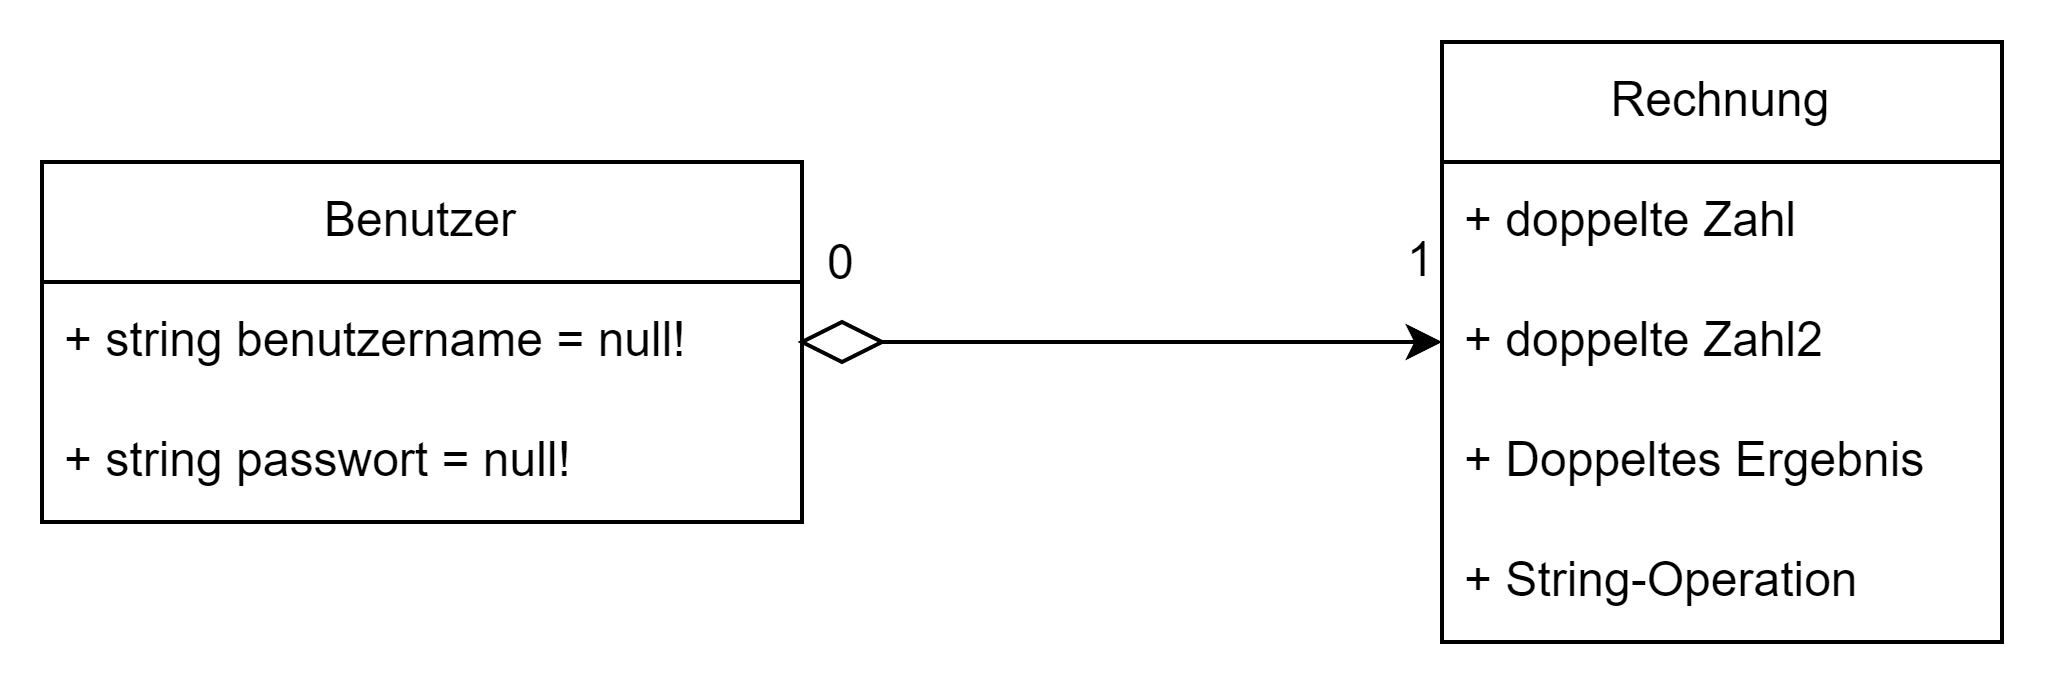 Benutzer
+ string benutzername = null!
+ string passwort = null!
0
1
Rechnung
+ doppelte Zahl
+ doppelte Zahl2
+ Doppeltes Ergebnis
+ String-Operation